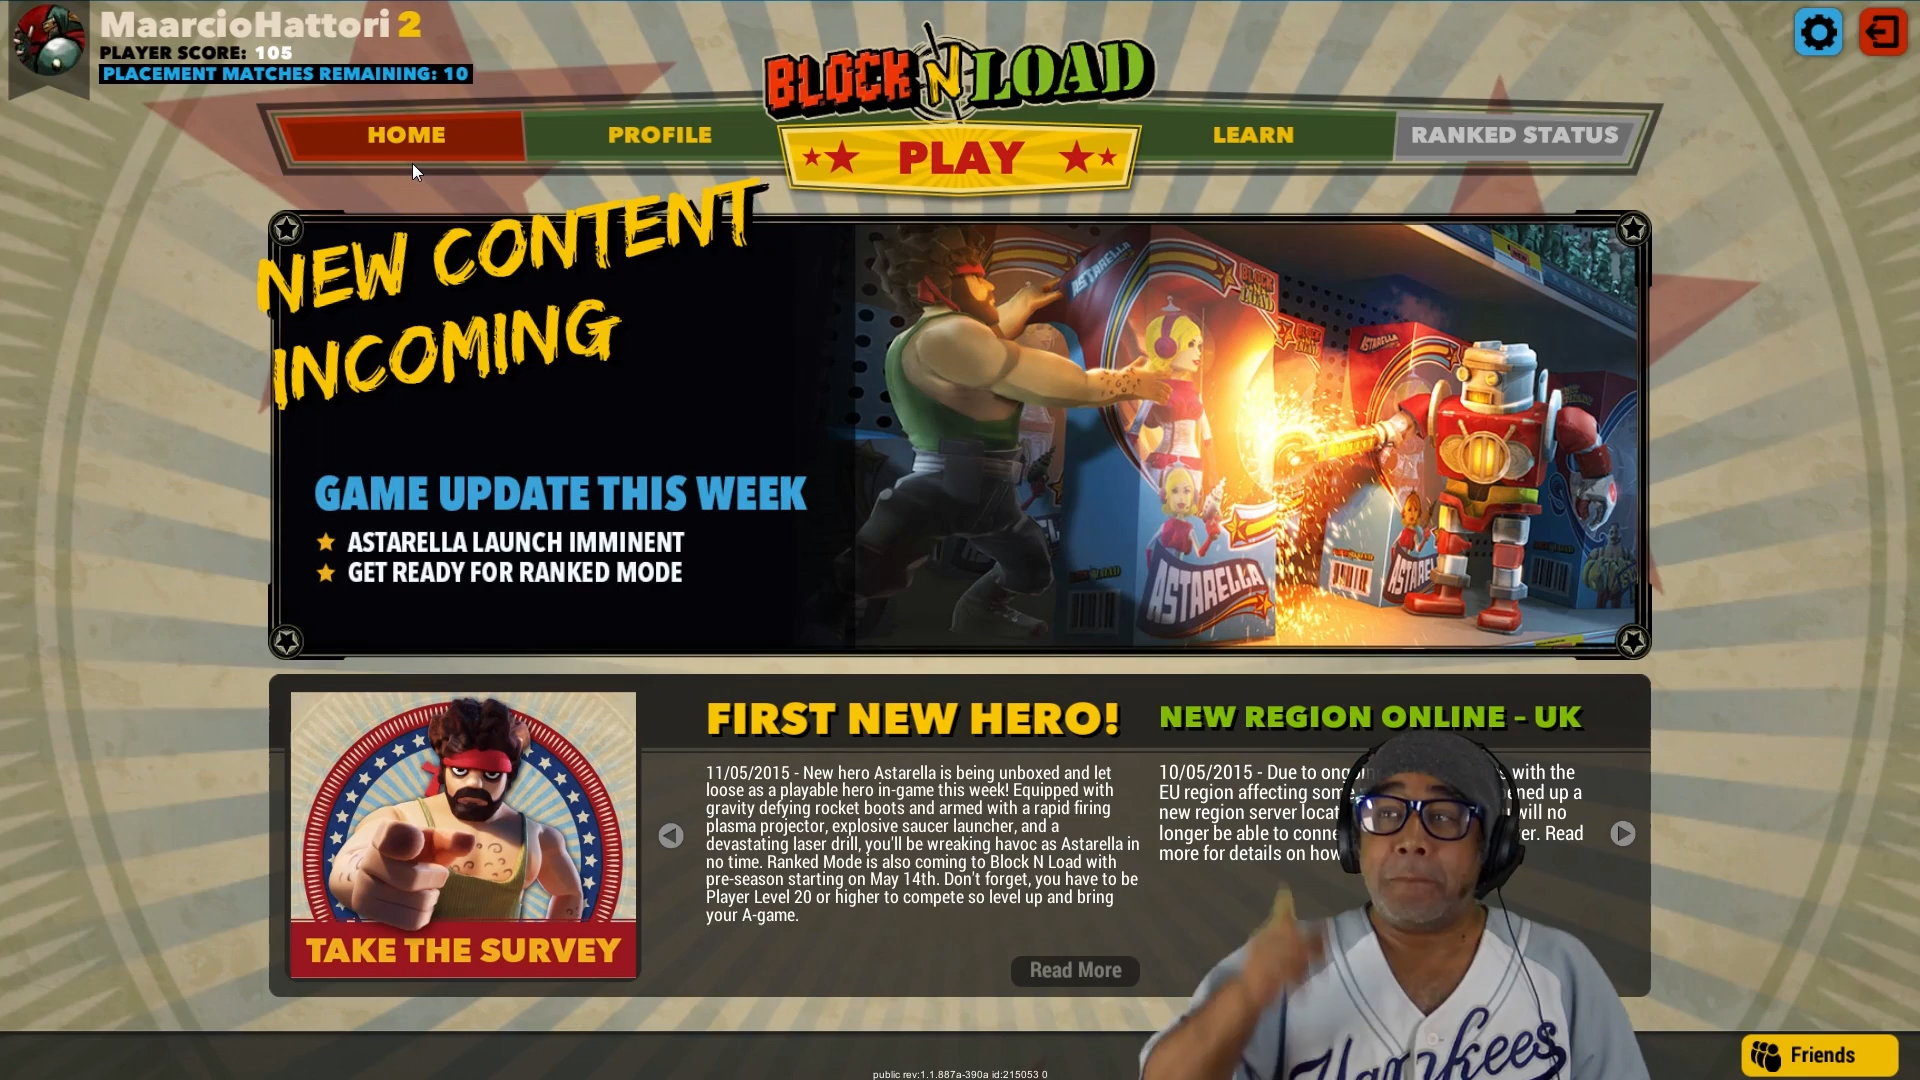 MaarcioHattori 2
PLAYER SCORE: 105
PLACEMENT MATCHES REMAINING: 10
BLOCK N LOAD
HOME
PROFILE
PLAY
LEARN
RANKED STATUS
NEW CONTENT
INCOMING
GAME UPDATE THIS WEEK
ASTARELLA LAUNCH IMMINENT
GET READY FOR RANKED MODE
ASTARELLA
BLOCK N LOAD
ASTARELLA
ASTARELLA
TAKE THE SURVEY
FIRST NEW HERO!
11/05/2015 - New hero Astarella is being unboxed and let
loose as a playable hero in-game this week! Equipped with
gravity defying rocket boots and armed with a rapid firing
plasma projector, explosive saucer launcher, and a
devastating laser drill, you'll be wreaking havoc as Astarella in
no time. Ranked Mode is also coming to Block N Load with
pre-season starting on May 14th. Don't forget, you have to be
Player Level 20 or higher to compete so level up and bring
your A-game.
Read More
NEW REGION ONLINE - UK
10/05/2015 - Due to with the
EU region affecting some up a
new region server will no
longer be able to Read
more for details on how
Yankees
Friends
public rev:1.1.887a-390a id:215053 0